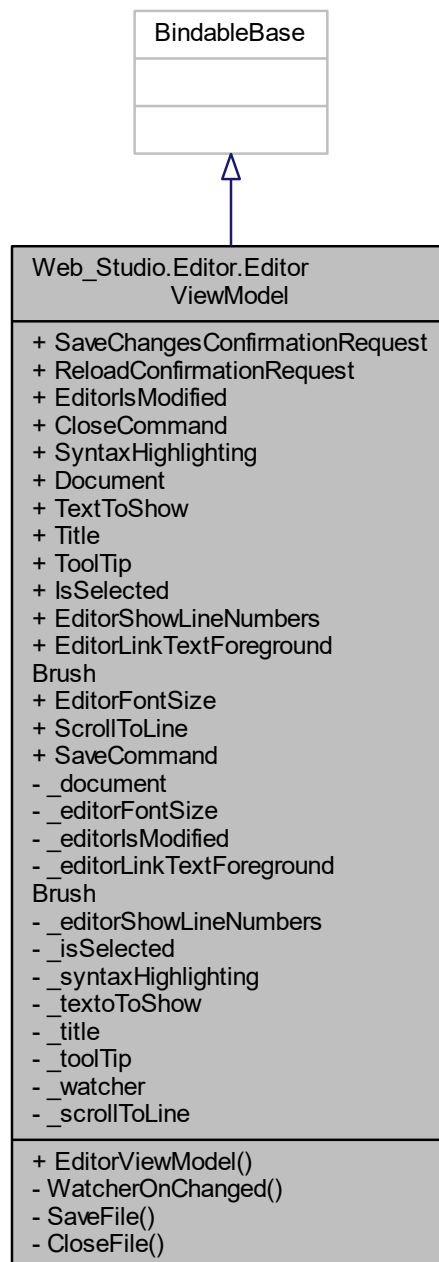 BindableBase
Web_Studio.Editor.Editor
ViewModel
+ SaveChangesConfirmationRequest
+ ReloadConfirmationRequest
+ EditorIsModified
+ CloseCommand
+ SyntaxHighlighting
+ Document
+ TextToShow
+ Title
+ ToolTip
+ IsSelected
+ EditorShowLineNumbers
+ EditorLinkTextForeground
Brush
+ EditorFontSize
+ ScrollToLine
+ SaveCommand
- _document
- _editorFontSize
- _editorIsModified
- _editorLinkTextForeground
Brush
- _editorShowLineNumbers
- _isSelected
- _syntaxHighlighting
- _textoToShow
- _title
- _toolTip
- _watcher
- _scrollToLine
+ EditorViewModel()
- WatcherOnChanged()
- SaveFile()
- CloseFile()